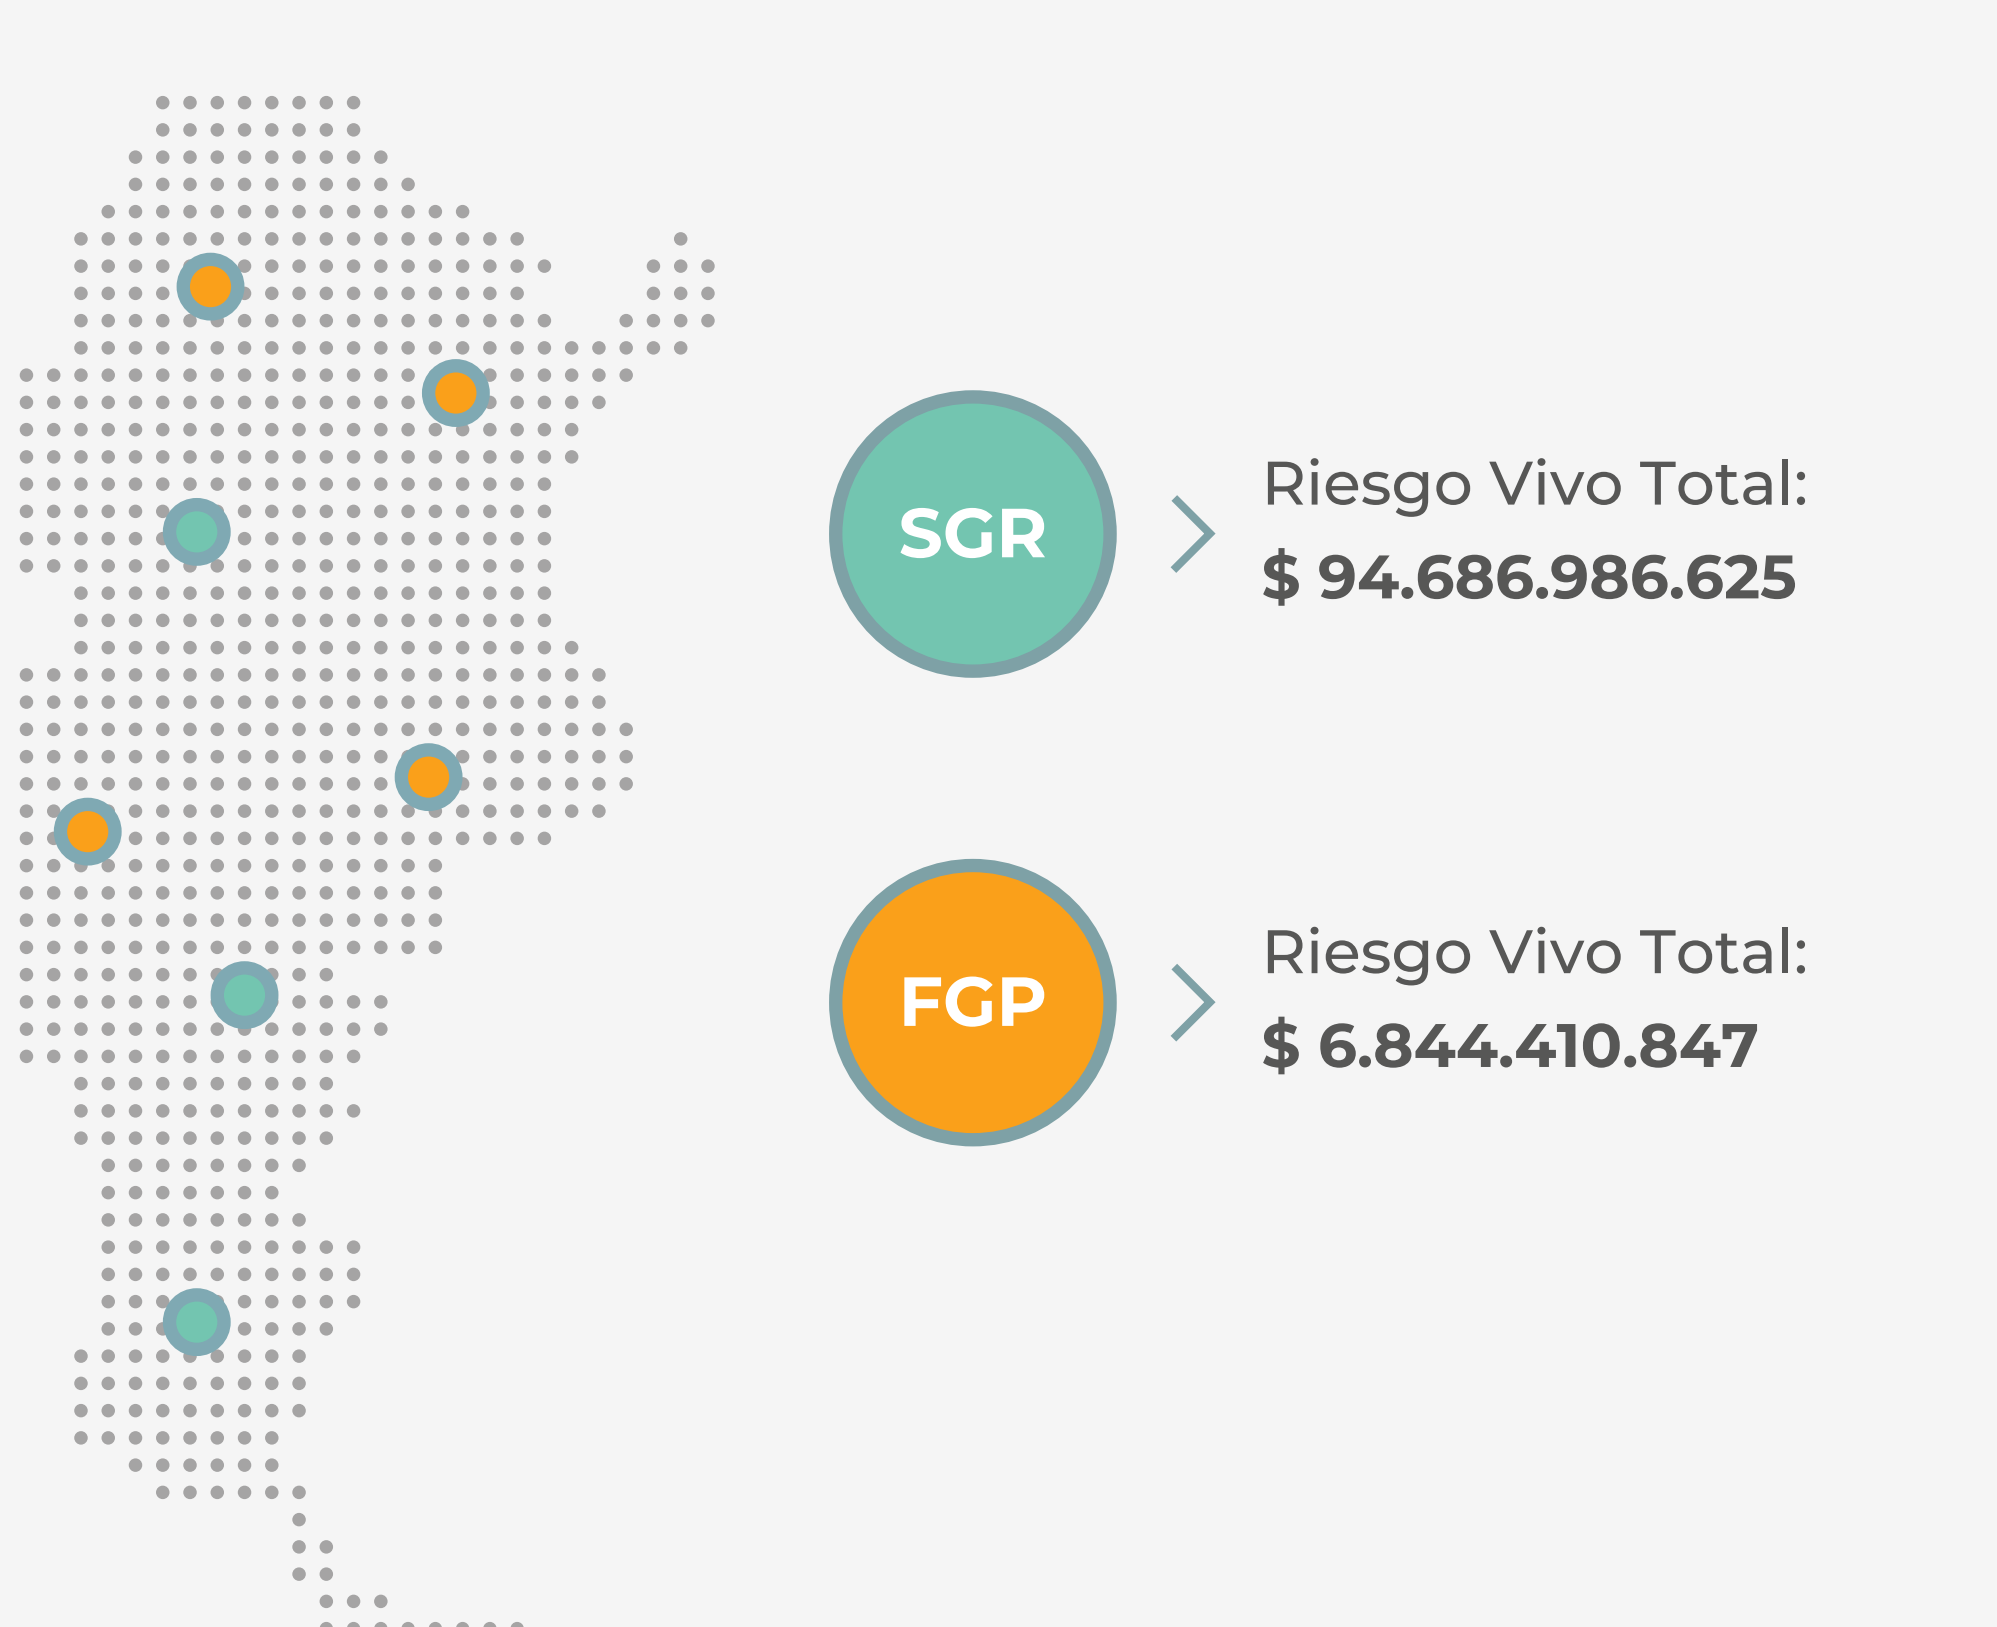 SGR
Riesgo Vivo Total:
$ 94.686.986.625
FGP
Riesgo Vivo Total:
$ 6.844.410.847